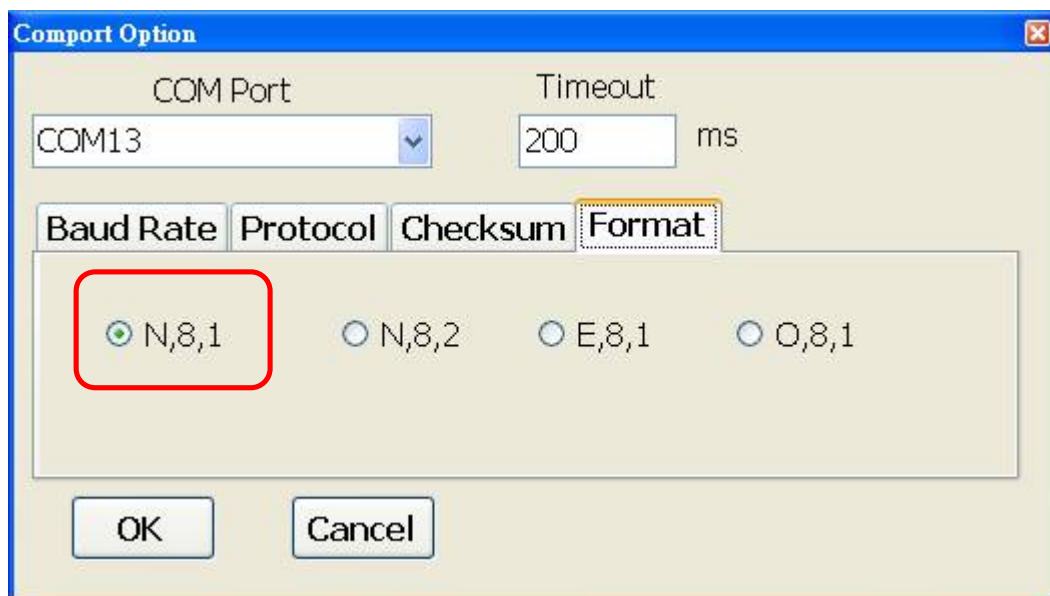 Comport Option
COM Port Timeout
COM13 200 ms
Baud Rate Protocol Checksum Format
N,8,1 N,8,2 E,8,1 O,8,1
OK Cancel